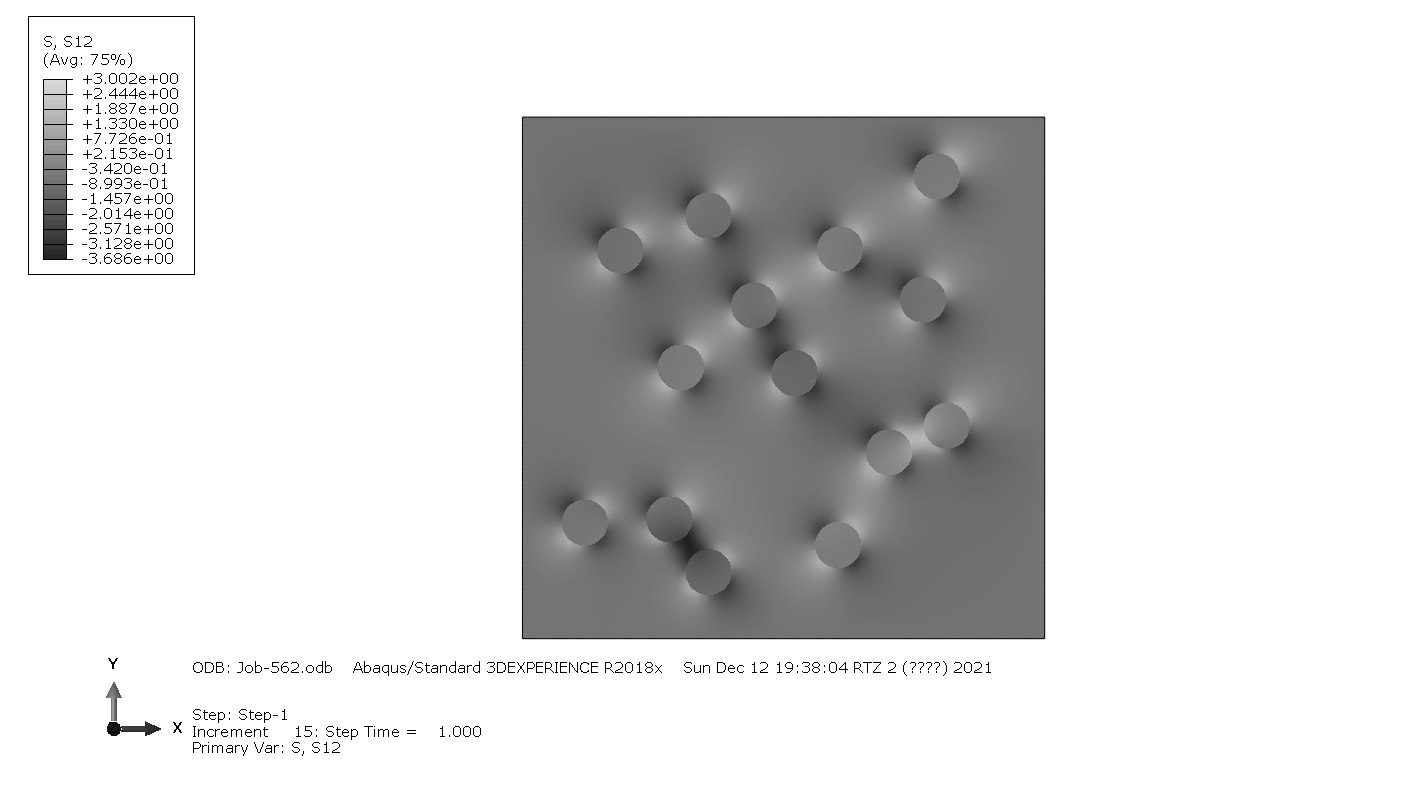 S, S12
(Avg: 75%)
+3.002e+00
+2.444e+00
+1.887e+00
+1.330e+00
+7.726e-01
+2.153e-01
-3.420e-01
-8.993e-01
-1.457e+00
-2.014e+00
-2.571e+00
-3.128e+00
-3.686e+00
Y
X
ODB: Job-562.odb    Abaqus/Standard 3DEXPERIENCE R2018x    Sun Dec 12 19:38:04 RTZ 2 (????) 2021
Step: Step-1
Increment    15: Step Time =    1.000
Primary Var: S, S12